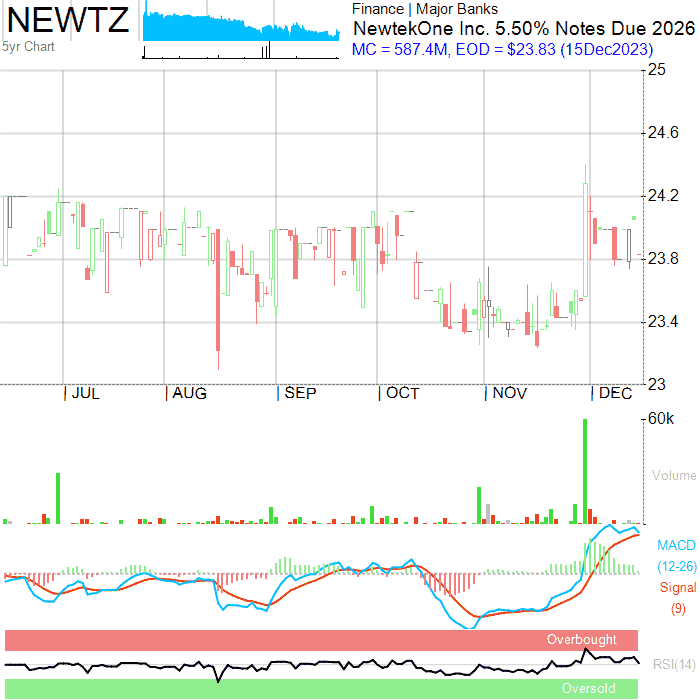 NEWTZ
5yr Chart
Finance | Major Banks
NewtekOne Inc. 5.50% Notes Due 2026
MC = 587.4M, EOD = $23.83 (15Dec2023)
25
24.6
24.2
23.8
23.4
23
| JUL | AUG | SEP | OCT | NOV | DEC
60k
Volume
MACD
(12-26)
Signal
(9)
Overbought
RSI(14)
Oversold